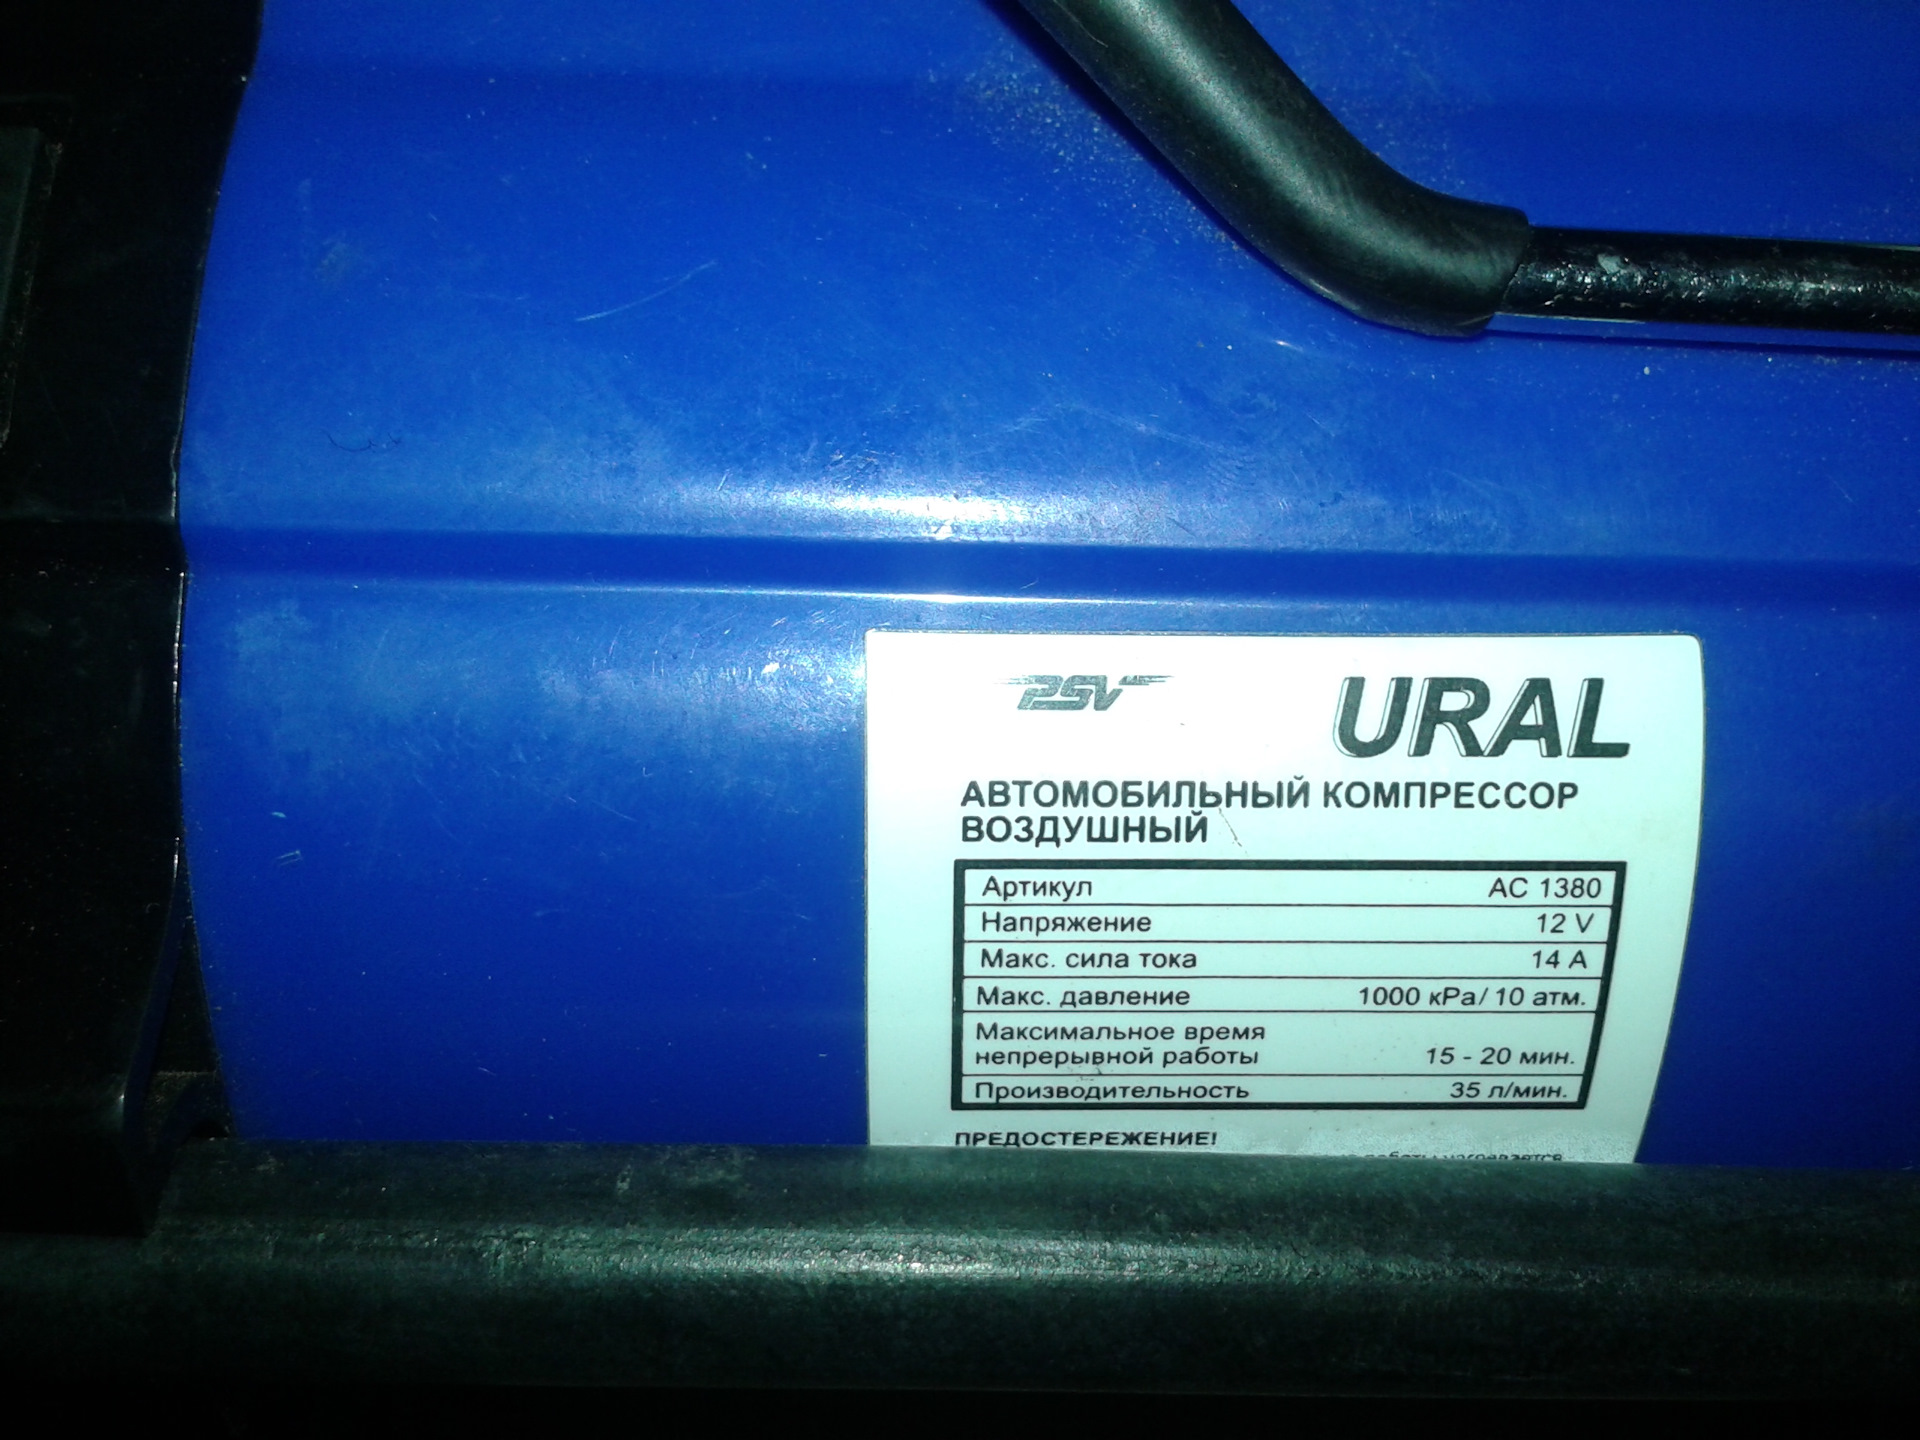 PSV URAL
АВТОМОБИЛЬНЫЙ КОМПРЕССОР
ВОЗДУШНЫЙ
Артикул АС 1380
Напряжение 12 V
Макс. сила тока 14 А
Макс. давление 1000 кPa/ 10 атм.
Максимальное время
непрерывной работы 15 - 20 мин.
Производительность 35 л/мин.
ПРЕДОСТЕРЕЖЕНИЕ!